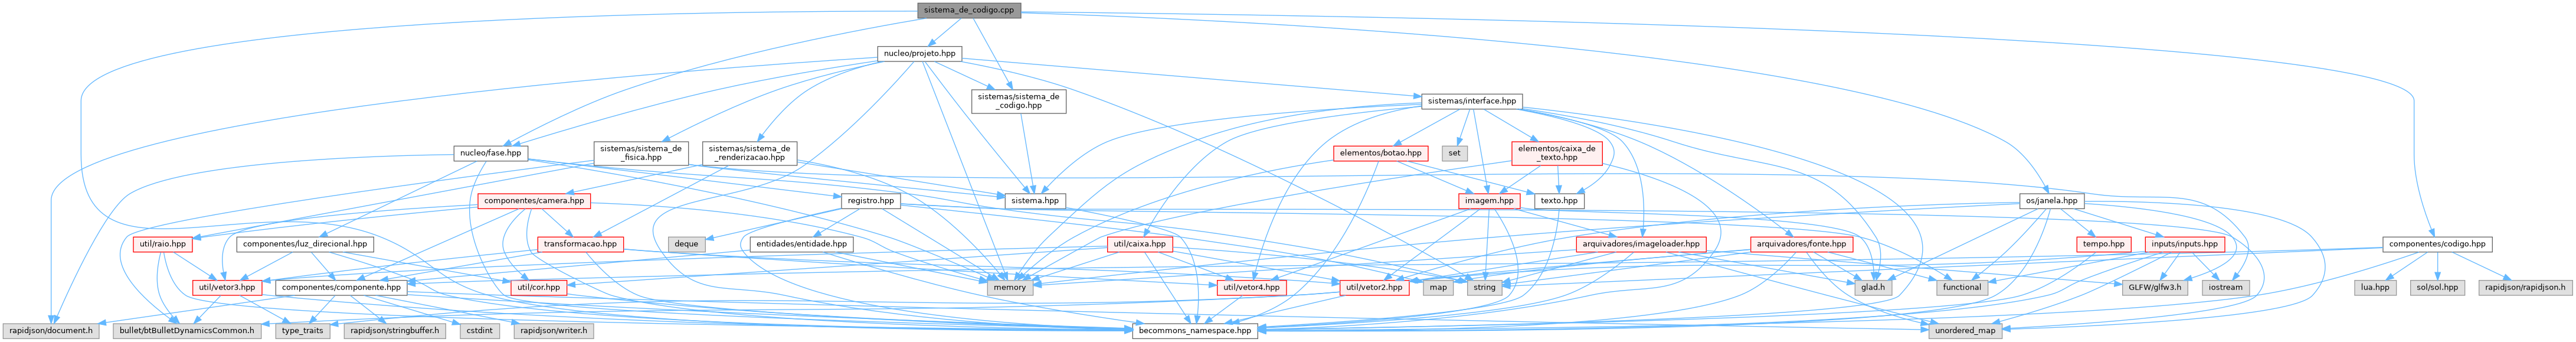 sistema_de_codigo.cpp
nucleo/projeto.hpp
sistemas/sistema_de
_codigo.hpp
sistemas/interface.hpp
nucleo/fase.hpp
sistemas/sistema_de
_fisica.hpp
sistemas/sistema_de
_renderizacao.hpp
elementos/botao.hpp
set
elementos/caixa_de
_texto.hpp
componentes/camera.hpp
registro.hpp
sistema.hpp
imagem.hpp
texto.hpp
os/janela.hpp
util/raio.hpp
componentes/luz_direcional.hpp
transformacao.hpp
deque
entidades/entidade.hpp
util/caixa.hpp
arquivadores/imageloader.hpp
arquivadores/fonte.hpp
tempo.hpp
inputs/inputs.hpp
componentes/codigo.hpp
util/vetor3.hpp
componentes/componente.hpp
util/cor.hpp
memory
util/vetor4.hpp
util/vetor2.hpp
map
string
glad.h
functional
GLFW/glfw3.h
iostream
lua.hpp
sol/sol.hpp
rapidjson/rapidjson.h
rapidjson/document.h
bullet/btBulletDynamicsCommon.h
type_traits
rapidjson/stringbuffer.h
cstdint
rapidjson/writer.h
becommons_namespace.hpp
unordered_map